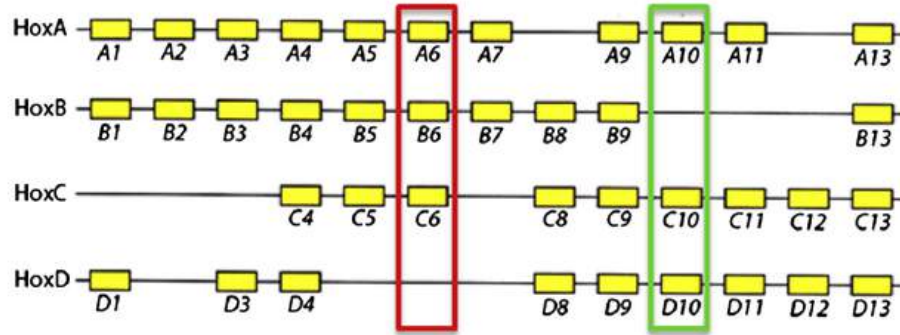 HoxA
A1 A2 A3 A4 A5 A6 A7 A9 A10 A11 A13
HoxB
B1 B2 B3 B4 B5 B6 B7 B8 B9 B13
HoxC
C4 C5 C6 C8 C9 C10 C11 C12 C13
HoxD
D1 D3 D4 D8 D9 D10 D11 D12 D13